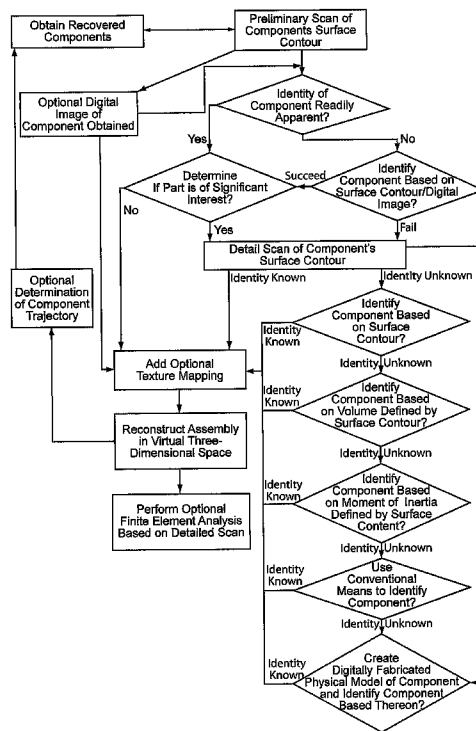 Obtain Recovered
Components
Preliminary Scan of
Components Surface
Contour
Optional Digital
Image of
Component Obtained
Identity of
Component Readily
Apparent?
Yes
No
Determine
If Part is of Significant
Interest?
Succeed
Identify
Component Based on
Surface Contour/Digital
Image?
No
Yes
Fail
Detail Scan of Component's
Surface Contour
Optional
Determination
of Component
Trajectory
Identity Known
Identity Unknown
Identify
Component Based
on Surface
Contour?
Identity
Known
Add Optional
Texture Mapping
Identity Unknown
Identify
Component Based
on Volume Defined by
Surface Contour?
Identity
Known
Reconstruct Assembly
in Virtual Three-
Dimensional Space
Identity Unknown
Identify
Component Based
on Moment of Inertia
Defined by Surface
Content?
Identity
Known
Perform Optional
Finite Element Analysis
Based on Detailed Scan
Identity Unknown
Use
Conventional
Means to Identify
Component?
Identity
Known
Identity Unknown
Create
Digitally Fabricated
Physical Model of Component
and Identify Component
Based Thereon?
Identity
Known